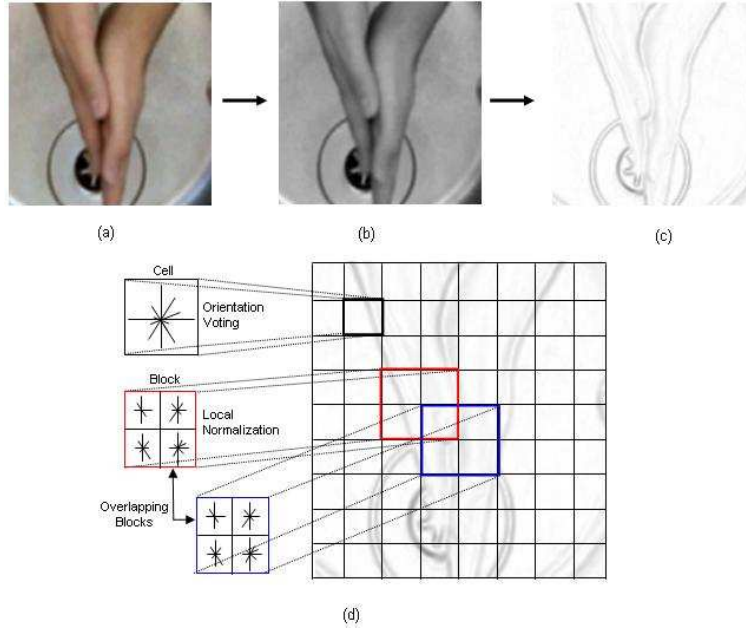 (a)
(b)
(c)
Cell
Orientation
Voting
Block
Local
Normalization
Overlapping
Blocks
(d)